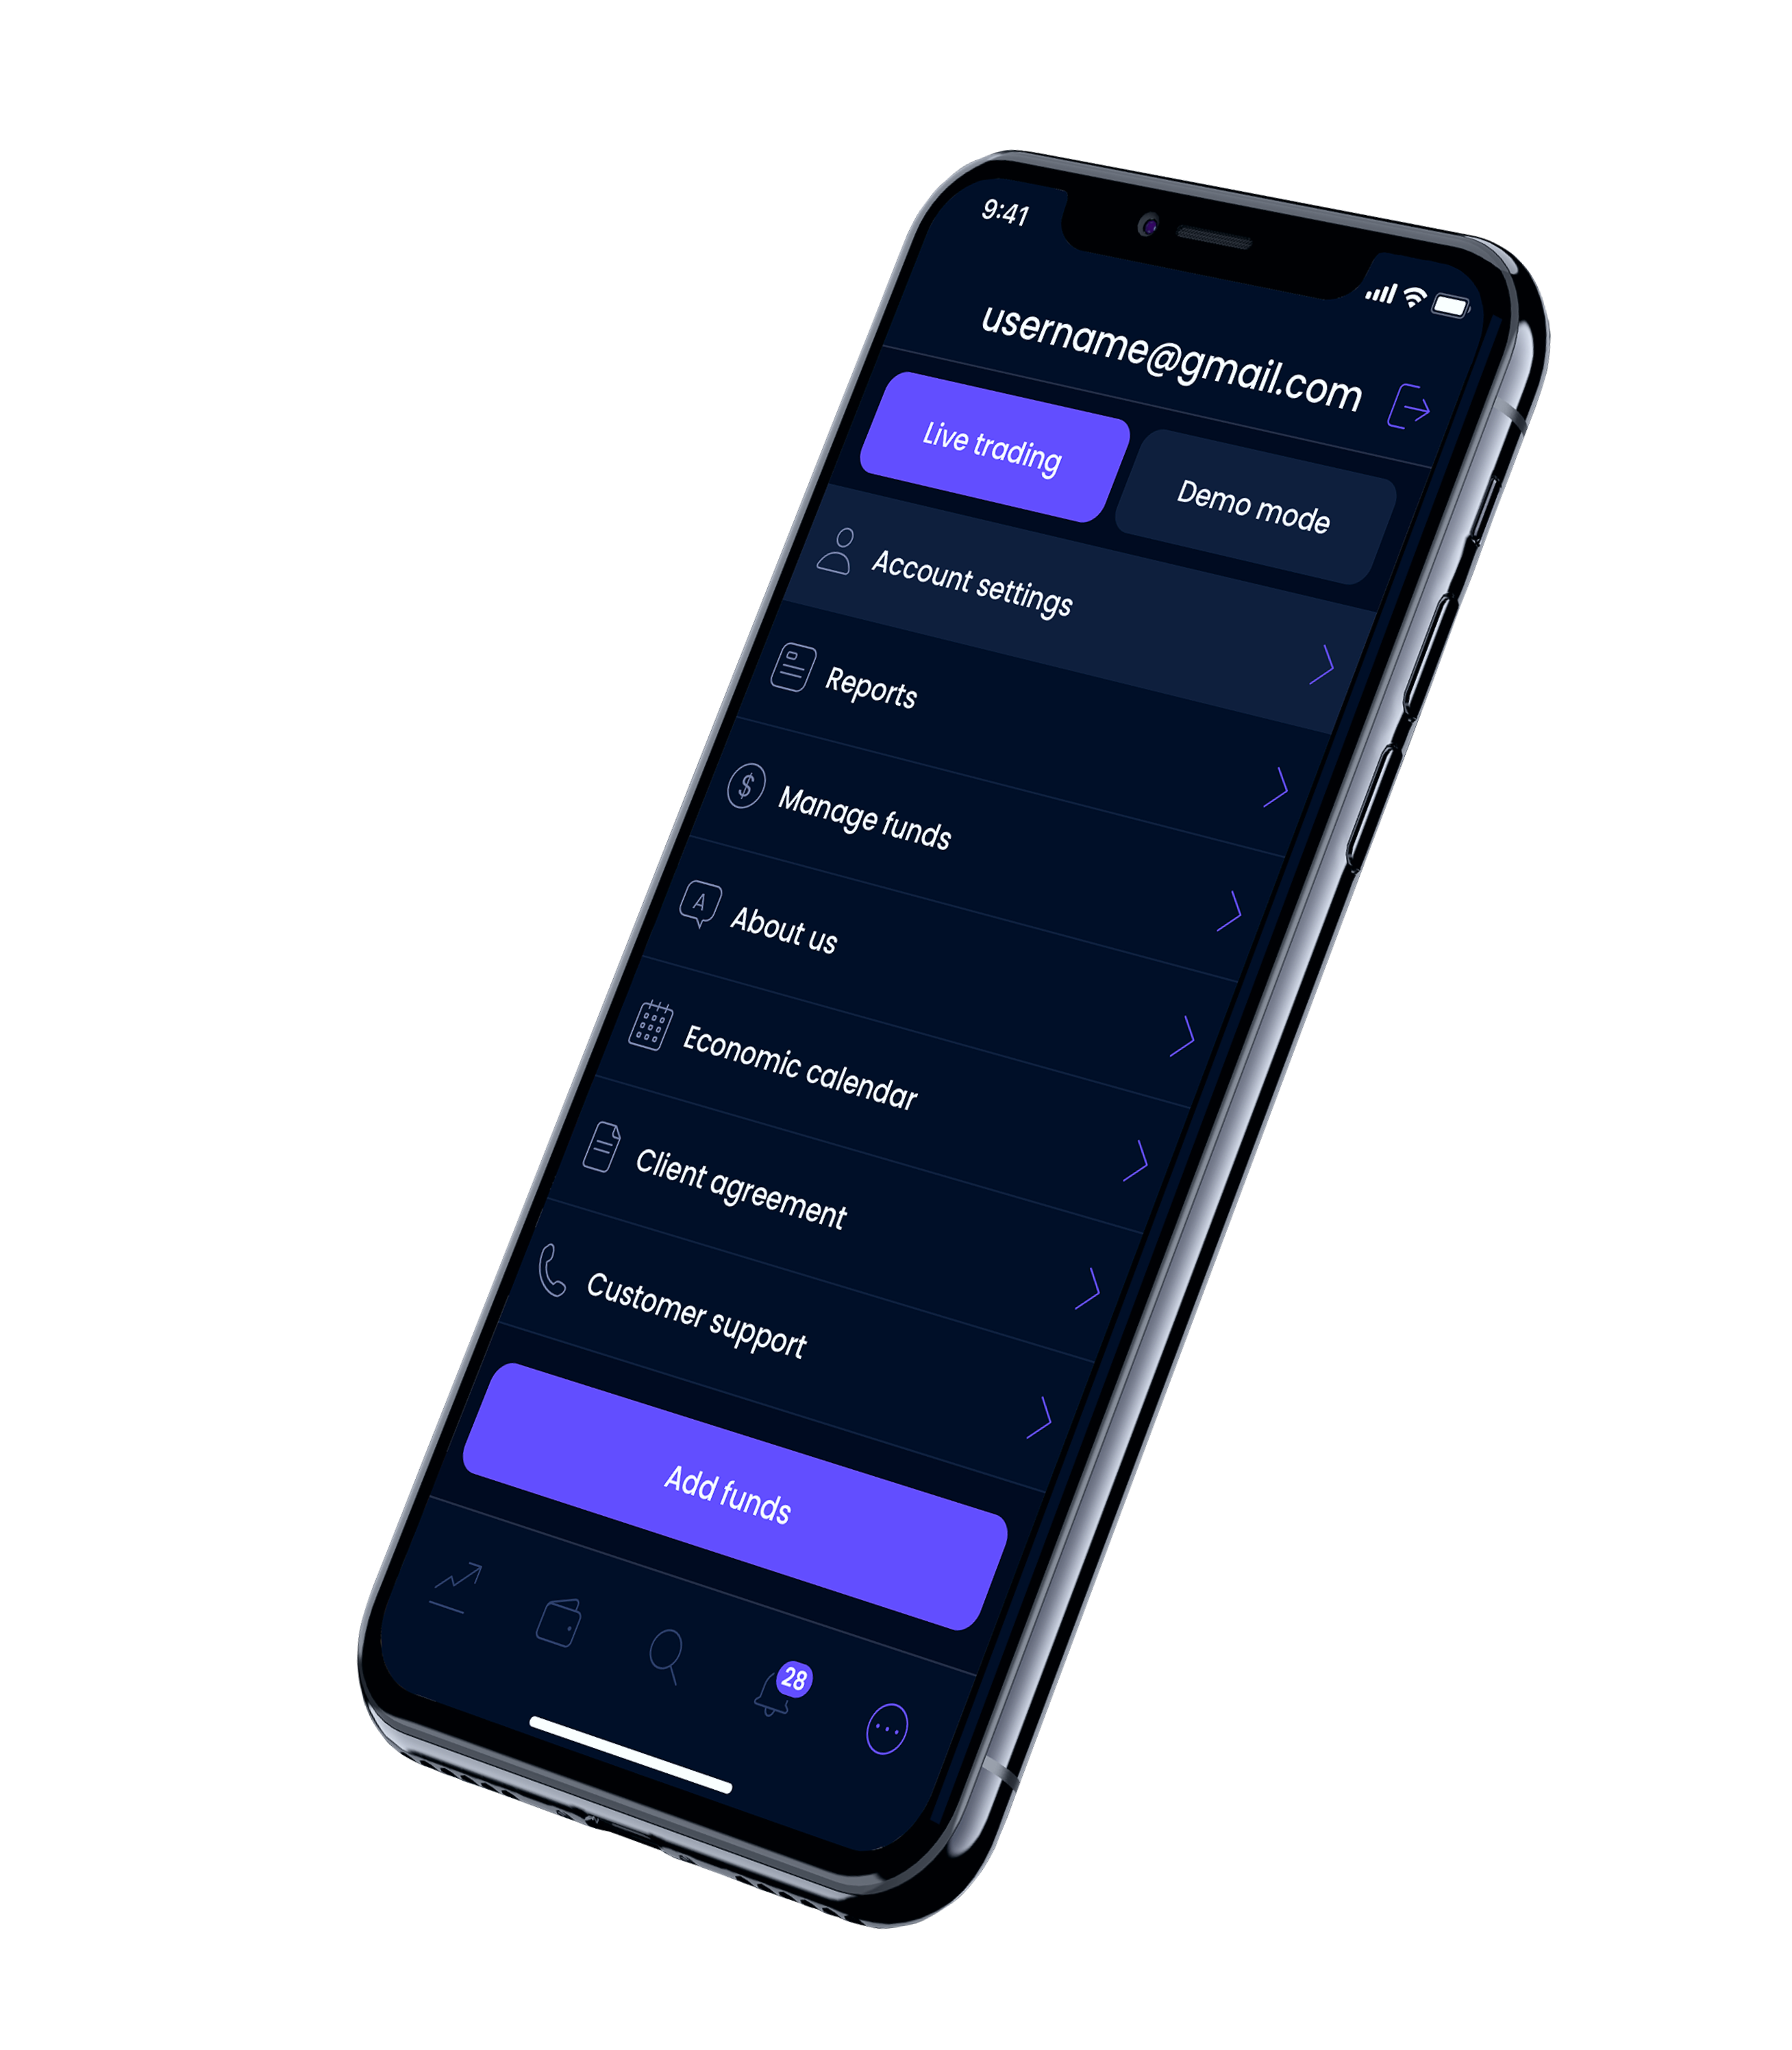 9:41
username@gmail.com
Live trading
Demo mode
Account settings
Reports
$
Manage funds
A
About us
Economic calendar
Client agreement
Customer support
Add funds
28